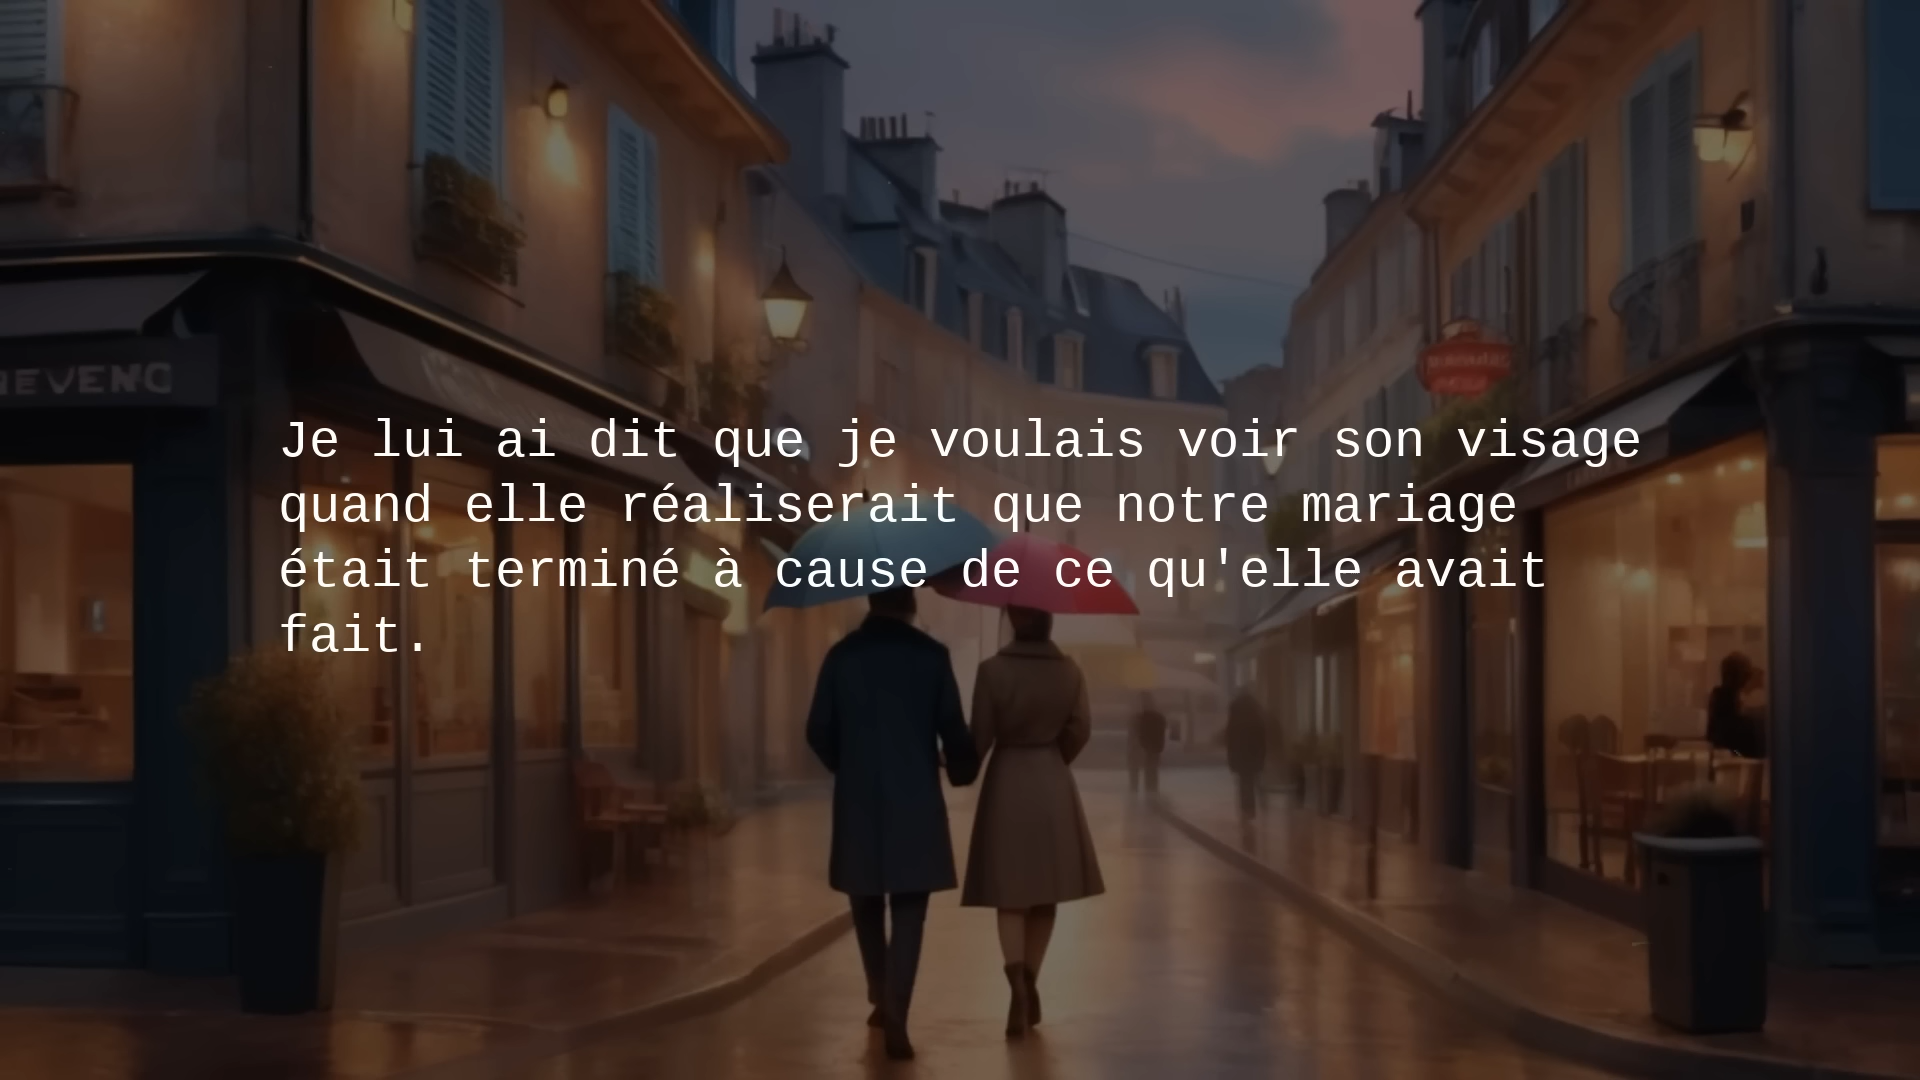 Je lui ai dit que je voulais voir son visage
quand elle réaliserait que notre mariage
était terminé à cause de ce qu'elle avait
fait.